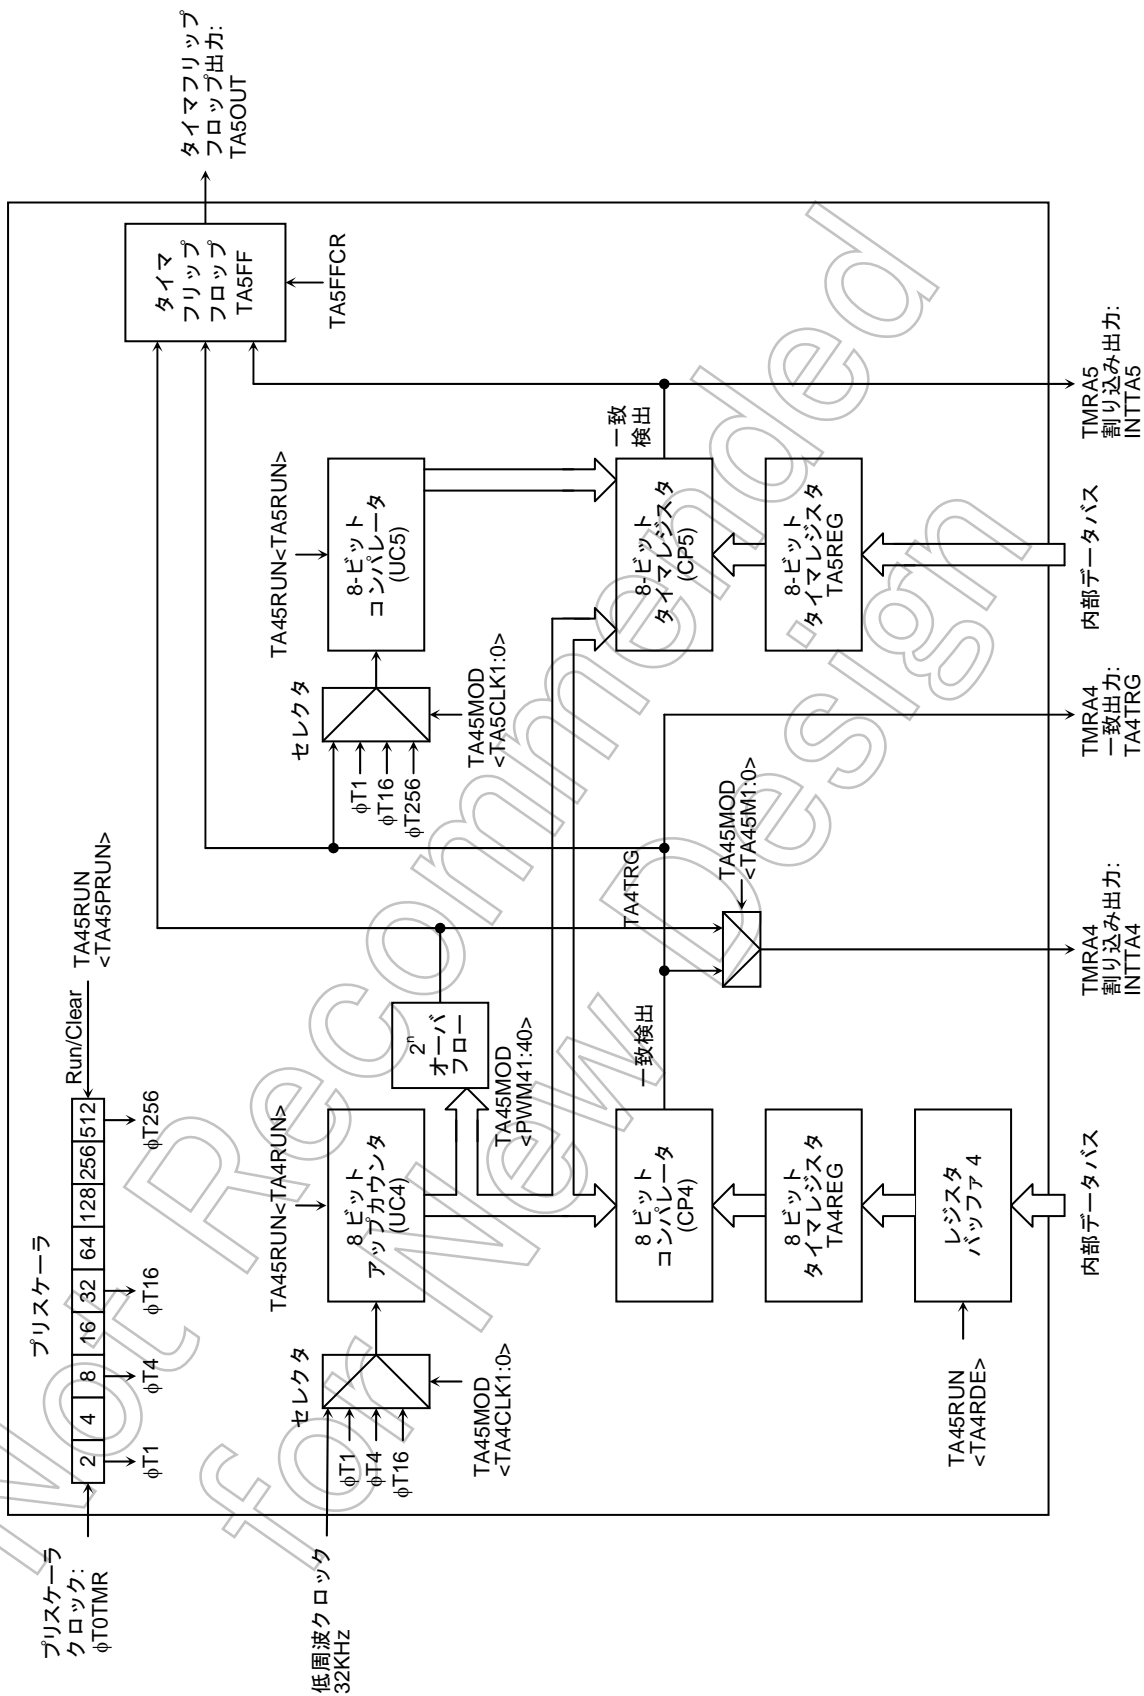 プリスケーラ
クロック:
φT0TMR
プリスケーラ
2 4 8 16 32 64 128 256 512
Run/Clear
TA45RUN
<TA45PRUN>
φT1
φT4
φT16
φT256
低周波クロック
32KHz
セレクタ
φT1
φT4
φT16
TA45MOD
<TA4CLK1:0>
TA45RUN<TA4RUN>
8 ビット
アップカウンタ
(UC4)
2n
オーバ
フロー
TA45MOD
<PWM41:40>
セレクタ
φT1
φT16
φT256
TA45MOD
<TA5CLK1:0>
TA45RUN<TA5RUN>
8-ビット
コンパレータ
(UC5)
タイマ
フリップ
フロップ
TA5FF
TA5FFCR
タイマフリップ
フロップ出力:
TA5OUT
8 ビット
コンパレータ
(CP4)
一致検出
TA4TRG
TA45MOD
<TA45M1:0>
8-ビット
タイマレジスタ
(CP5)
一致
検出
8 ビット
タイマレジスタ
TA4REG
8-ビット
タイマレジスタ
TA5REG
TA45RUN
<TA4RDE>
レジスタ
バッファ 4
内部データバス
TMRA4
割り込み出力:
INTTA4
TMRA4
一致出力:
TA4TRG
内部データバス
TMRA5
割り込み出力:
INTTA5
Not Recommended
for New Design